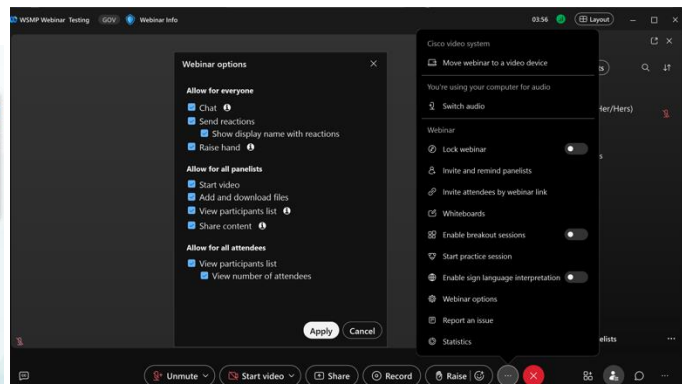 WSMP Webinar Testing GOV Webinar Info
03:56 Layout
Webinar options
Allow for everyone
Chat
Send reactions
Show display name with reactions
Raise hand
Allow for all panelists
Start video
Add and download files
View participants list
Share content
Allow for all attendees
View participants list
View number of attendees
Apply Cancel
Cisco video system
Move webinar to a video device
You're using your computer for audio
Switch audio
Webinar
Lock webinar
Invite and remind panelists
Invite attendees by webinar link
Whiteboards
Enable breakout sessions
Start practice session
Enable sign language interpretation
Webinar options
Report an issue
Statistics
Her/Hers)
Unmute Start video Share Record Raise